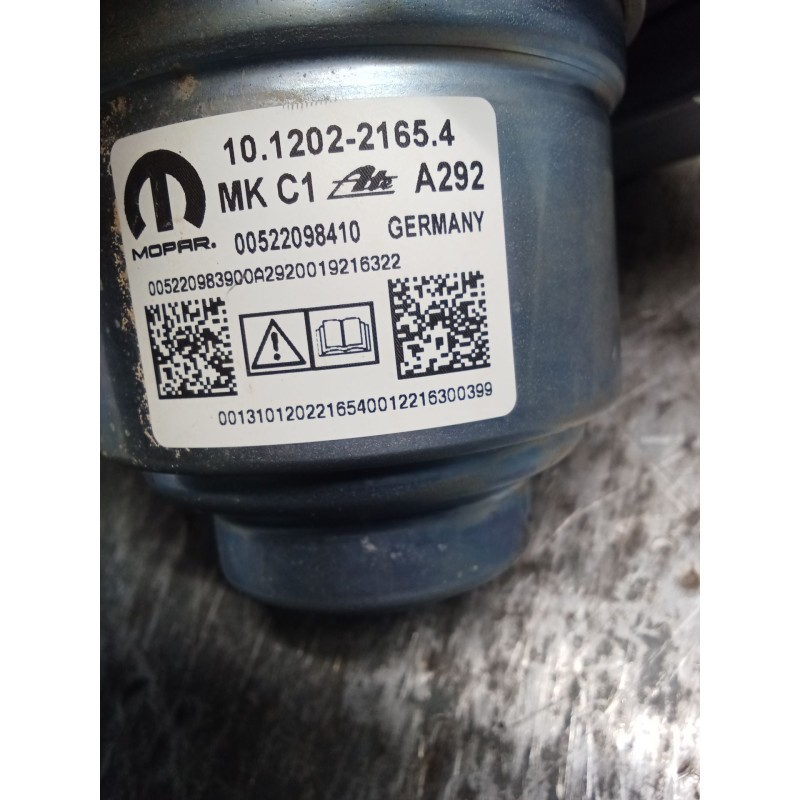 10.1202-2165.4
MK C1 Ate A292
MOPAR. 00522098410 GERMANY
00522098390OA2920019216322
0013101202216540012216300399